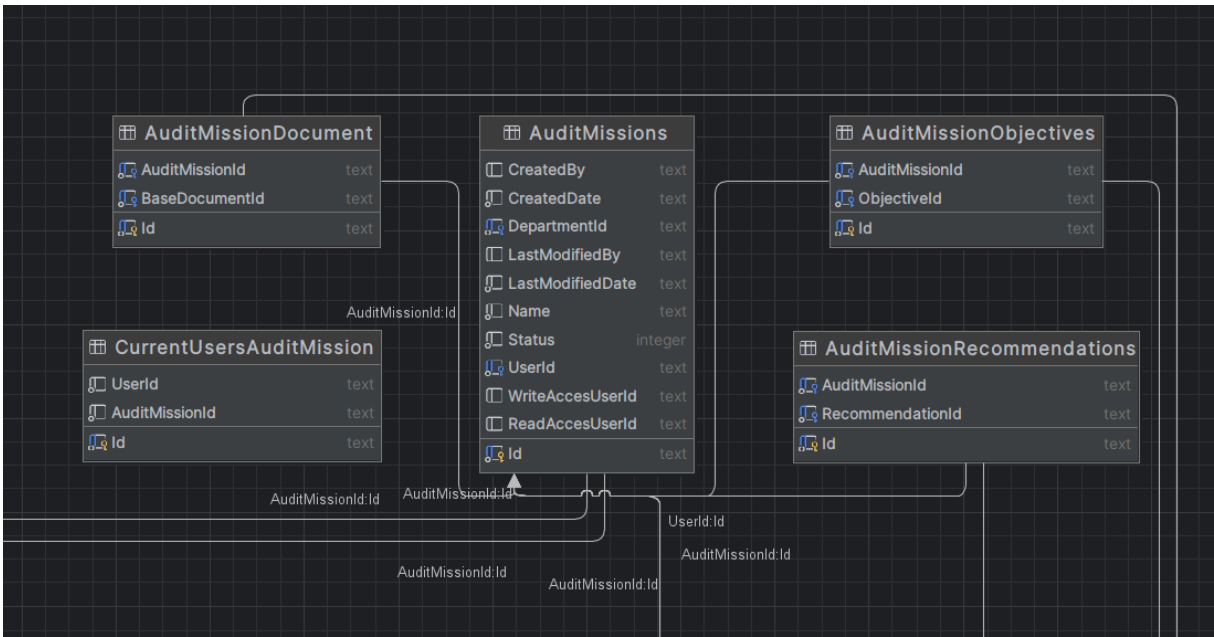 AuditMissionDocument
AuditMissionId text
BaseDocumentId text
Id text
AuditMissions
CreatedBy text
CreatedDate text
DepartmentId text
LastModifiedBy text
LastModifiedDate text
Name text
Status integer
UserId text
WriteAccesUserId text
ReadAccesUserId text
Id text
AuditMissionObjectives
AuditMissionId text
ObjectiveId text
Id text
AuditMissionId:Id
CurrentUsersAuditMission
UserId text
AuditMissionId text
Id text
AuditMissionRecommendations
AuditMissionId text
RecommendationId text
Id text
AuditMissionId:Id
AuditMissionId:Id
UserId:Id
AuditMissionId:Id
AuditMissionId:Id
AuditMissionId:Id